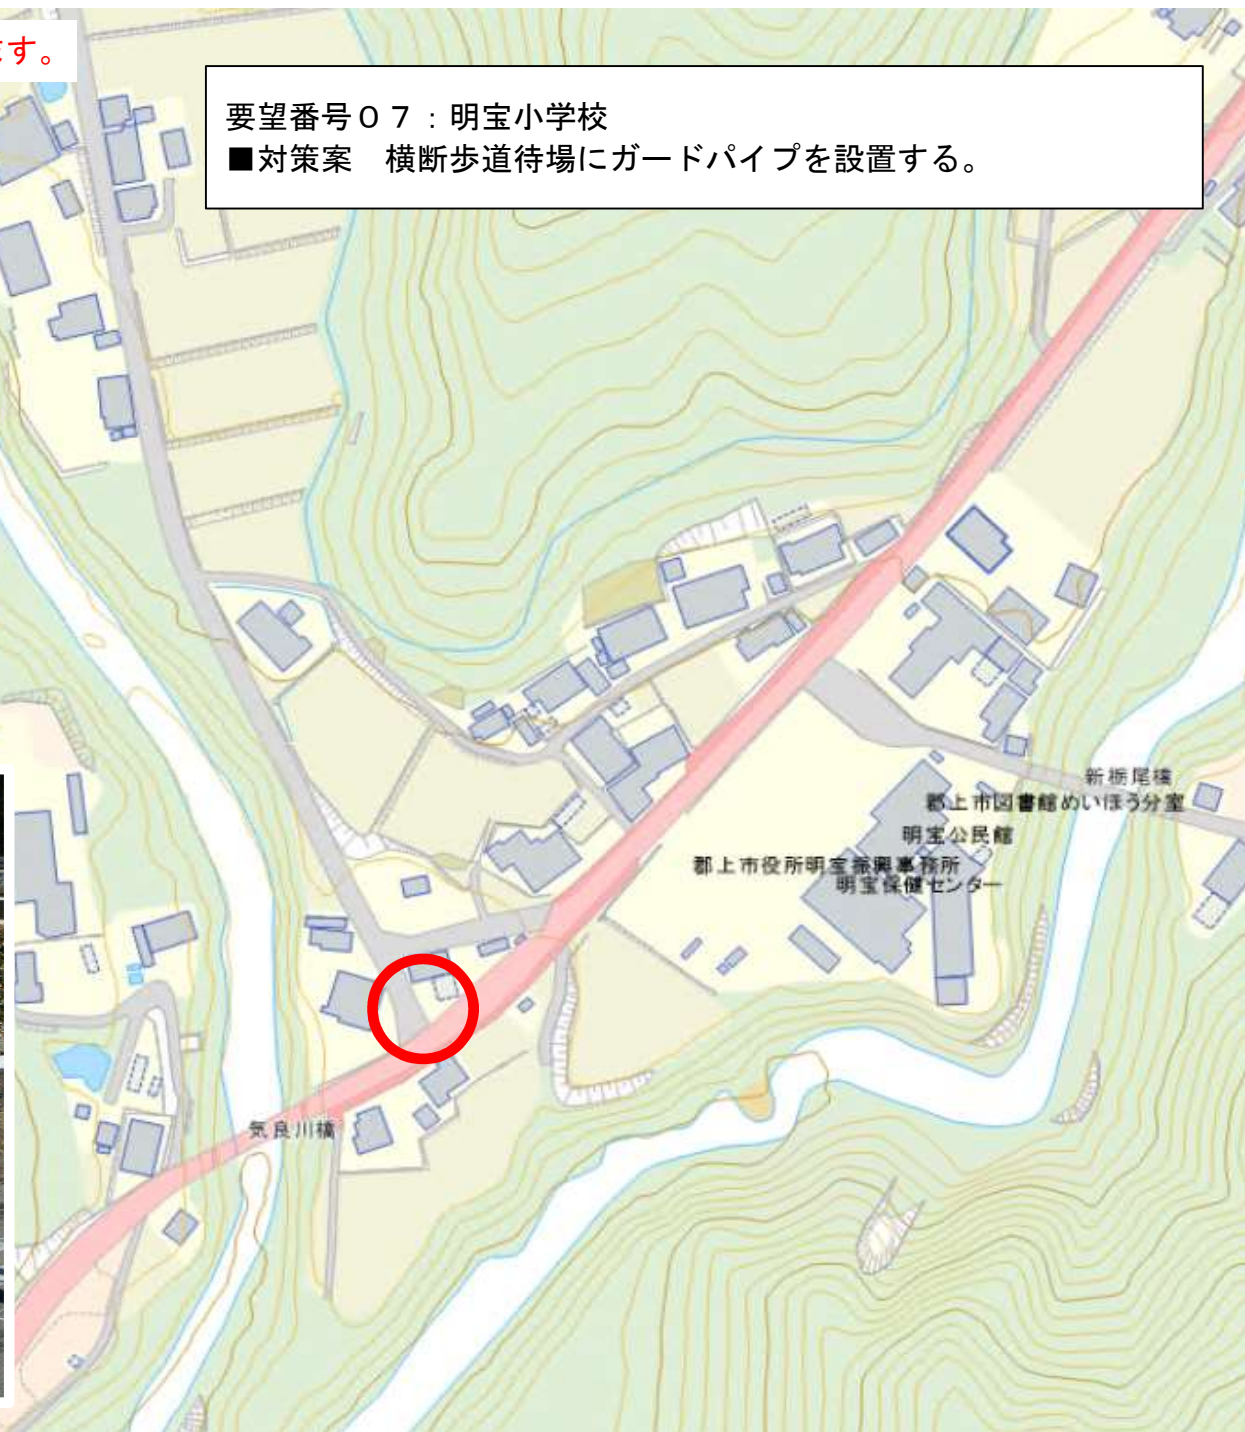 ます。
要望番号０７：明宝小学校
■対策案　横断歩道待場にガードパイプを設置する。
新栃尾橋
郡上市図書館めいほう分室
明宝公民館
郡上市役所明宝振興事務所
明宝保健センター
気良川橋